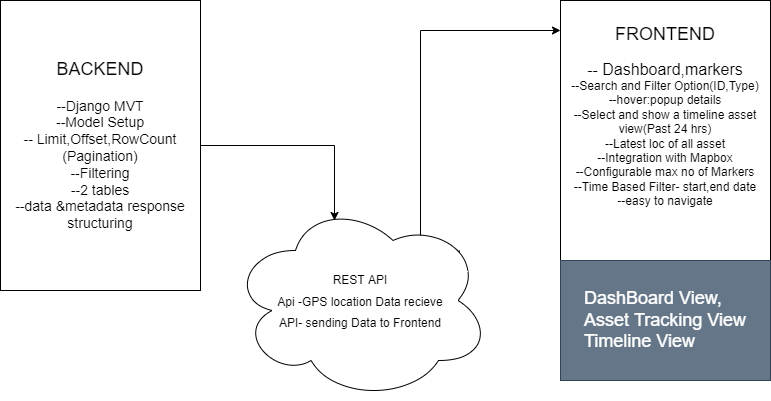 BACKEND
--Django MVT
--Model Setup
-- Limit,Offset,RowCount
(Pagination)
--Filtering
--2 tables
--data &metadata response
structuring
REST API
Api -GPS location Data recieve
API- sending Data to Frontend
FRONTEND
-- Dashboard,markers
--Search and Filter Option(ID,Type)
--hover:popup details
--Select and show a timeline asset
view(Past 24 hrs)
--Latest loc of all asset
--Integration with Mapbox
--Configurable max no of Markers
--Time Based Filter- start,end date
--easy to navigate
DashBoard View,
Asset Tracking View
Timeline View